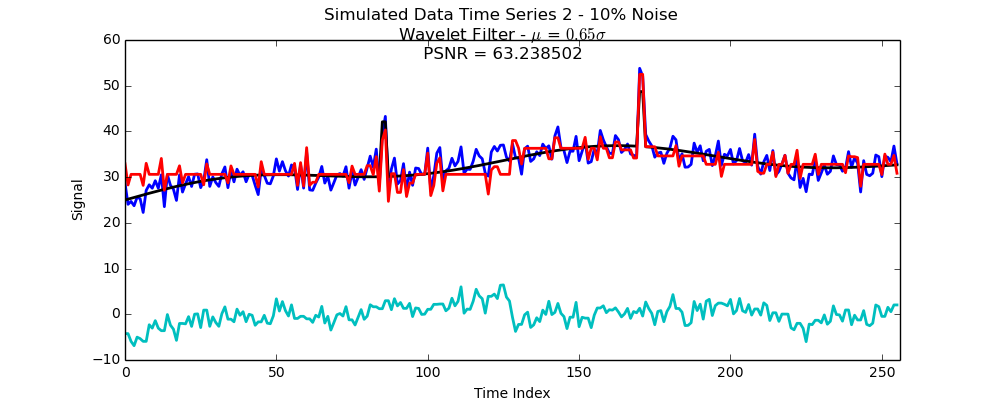 Simulated Data Time Series 2 - 10% Noise
Wavelet Filter - μ = 0.65σ
PSNR = 63.238502
60
50
40
30
20
10
0
−10
Signal
0 50 100 150 200 250
Time Index